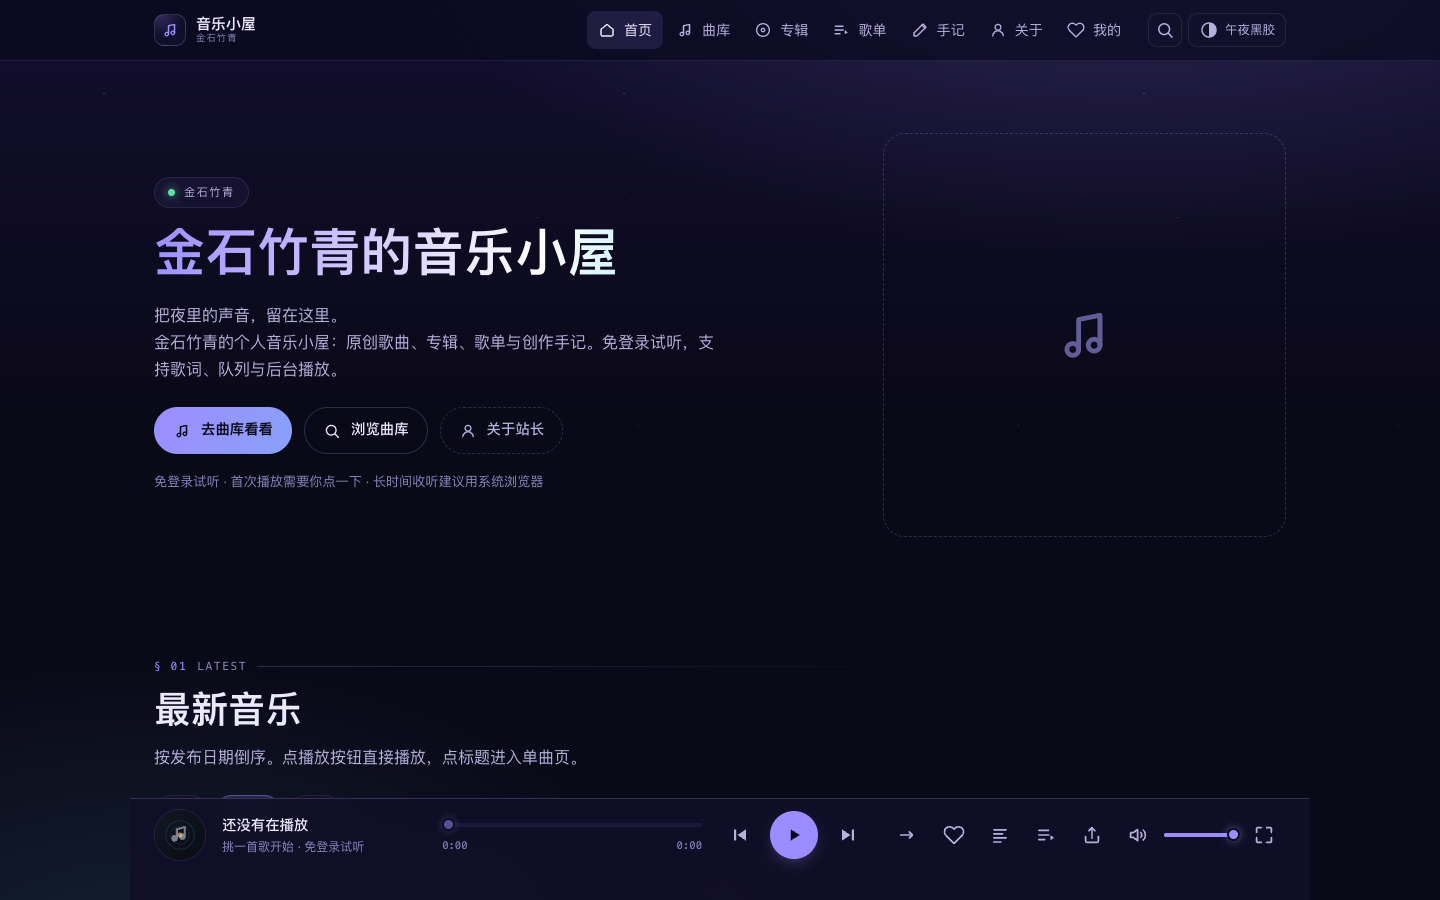 音乐小屋
金石竹青
首页
曲库
专辑
歌单
手记
关于
我的
午夜黑胶
金石竹青
金石竹青的音乐小屋
把夜里的声音，留在这里。
金石竹青的个人音乐小屋：原创歌曲、专辑、歌单与创作手记。免登录试听，支
持歌词、队列与后台播放。
去曲库看看
浏览曲库
关于站长
免登录试听 · 首次播放需要你点一下 · 长时间收听建议用系统浏览器
§ 01 LATEST
最新音乐
按发布日期倒序。点播放按钮直接播放，点标题进入单曲页。
还没有在播放
挑一首歌开始 · 免登录试听
0:00
0:00